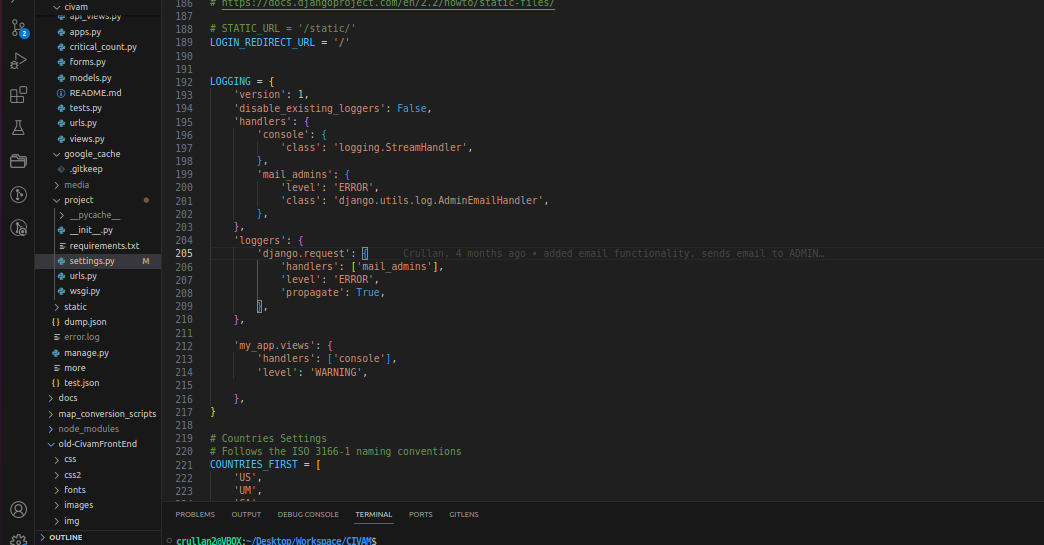 civam
api_views.py
apps.py
critical_count.py
forms.py
models.py
README.md
tests.py
urls.py
views.py
google_cache
.gitkeep
media
project
__pycache__
__init__.py
requirements.txt
settings.py M
urls.py
wsgi.py
static
dump.json
error.log
manage.py
more
test.json
docs
map_conversion_scripts
node_modules
old-CivamFrontEnd
css
css2
fonts
images
img
OUTLINE
2
186 # https://docs.djangoproject.com/en/2.2/howto/static-files/
187
188 # STATIC_URL = '/static/'
189 LOGIN_REDIRECT_URL = '/'
190
191
192 LOGGING = {
193 'version': 1,
194 'disable_existing_loggers': False,
195 'handlers': {
196 'console': {
197 'class': 'logging.StreamHandler',
198 },
199 'mail_admins': {
200 'level': 'ERROR',
201 'class': 'django.utils.log.AdminEmailHandler',
202 },
203 },
204 'loggers': {
205 'django.request': { Crullan, 4 months ago • added email functionality, sends email to ADMIN…
206 'handlers': ['mail_admins'],
207 'level': 'ERROR',
208 'propagate': True,
209 },
210 },
211
212 'my_app.views': {
213 'handlers': ['console'],
214 'level': 'WARNING',
215
216 },
217 }
218
219 # Countries Settings
220 # Follows the ISO 3166-1 naming conventions
221 COUNTRIES_FIRST = [
222 'US',
223 'UM',
PROBLEMS OUTPUT DEBUG CONSOLE TERMINAL PORTS GITLENS
crullan2@VBOX:~/Desktop/Workspace/CIVAM$